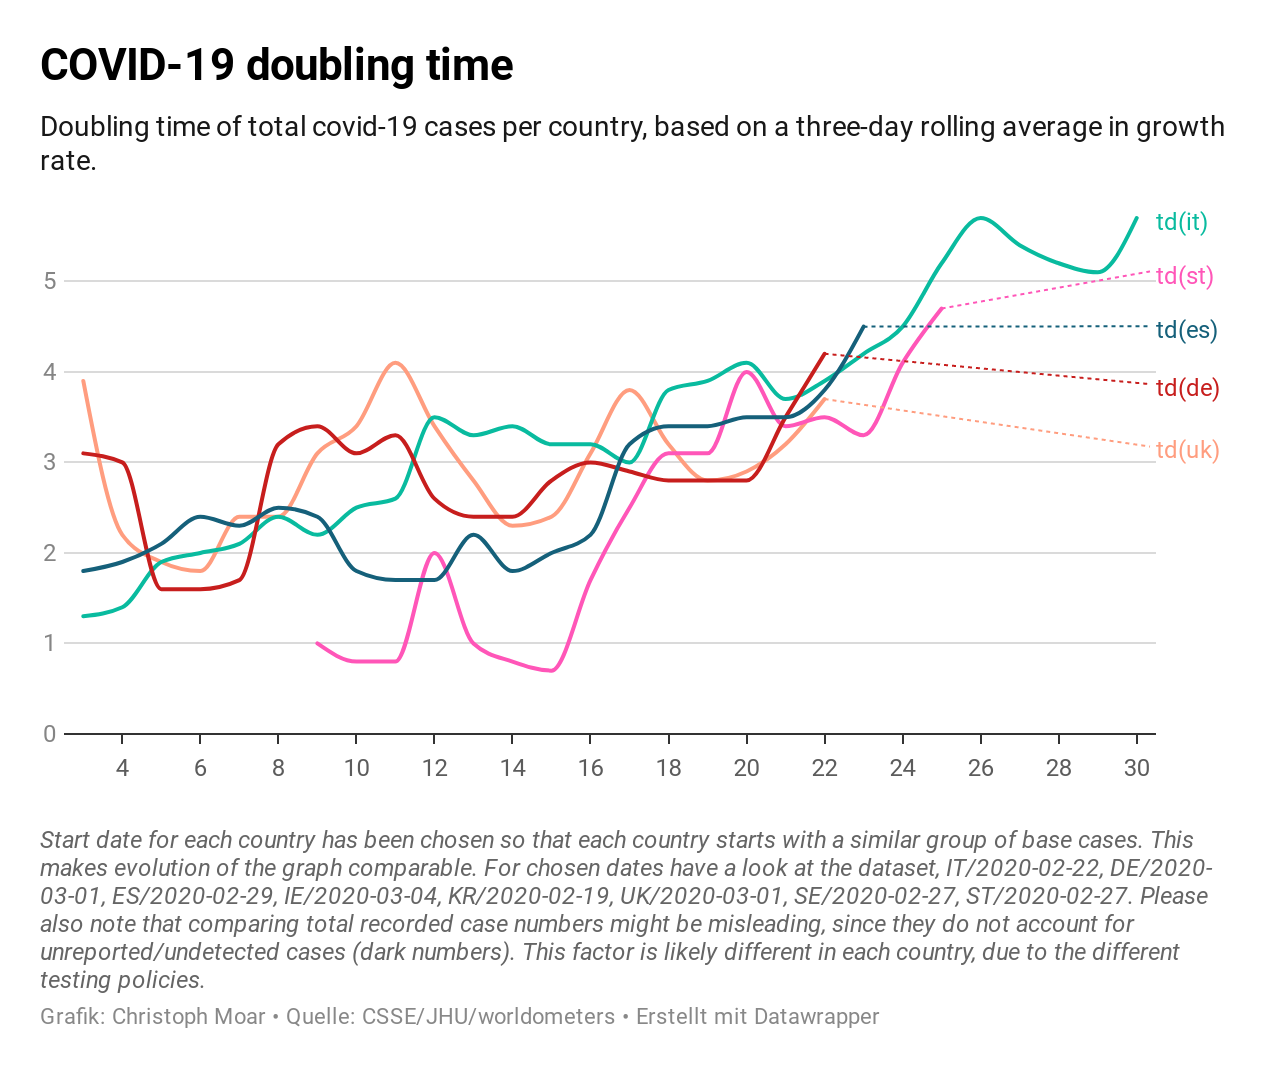 COVID-19 doubling time
Doubling time of total covid-19 cases per country, based on a three-day rolling average in growth
rate.
td(it)
5
td(st)
td(es)
4
td(de)
3
td(uk)
2
1
0
4 6 8 10 12 14 16 18 20 22 24 26 28 30
Start date for each country has been chosen so that each country starts with a similar group of base cases. This
makes evolution of the graph comparable. For chosen dates have a look at the dataset, IT/2020-02-22, DE/2020-
03-01, ES/2020-02-29, IE/2020-03-04, KR/2020-02-19, UK/2020-03-01, SE/2020-02-27, ST/2020-02-27. Please
also note that comparing total recorded case numbers might be misleading, since they do not account for
unreported/undetected cases (dark numbers). This factor is likely different in each country, due to the different
testing policies.
Grafik: Christoph Moar • Quelle: CSSE/JHU/worldometers • Erstellt mit Datawrapper